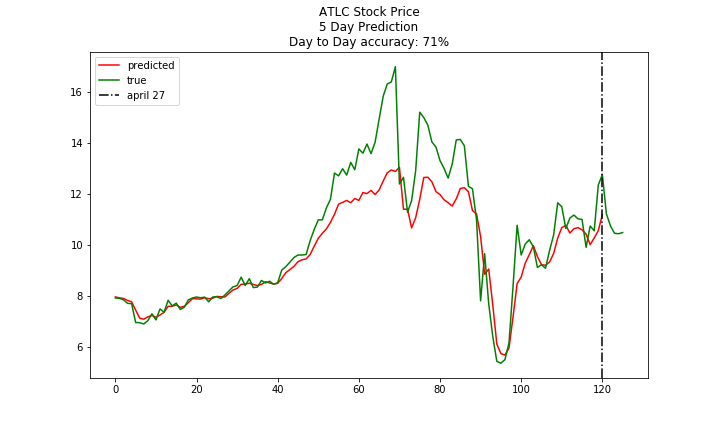 ATLC Stock Price
5 Day Prediction
Day to Day accuracy: 71%
predicted
true
april 27
16
14
12
10
8
6
0
20
40
60
80
100
120